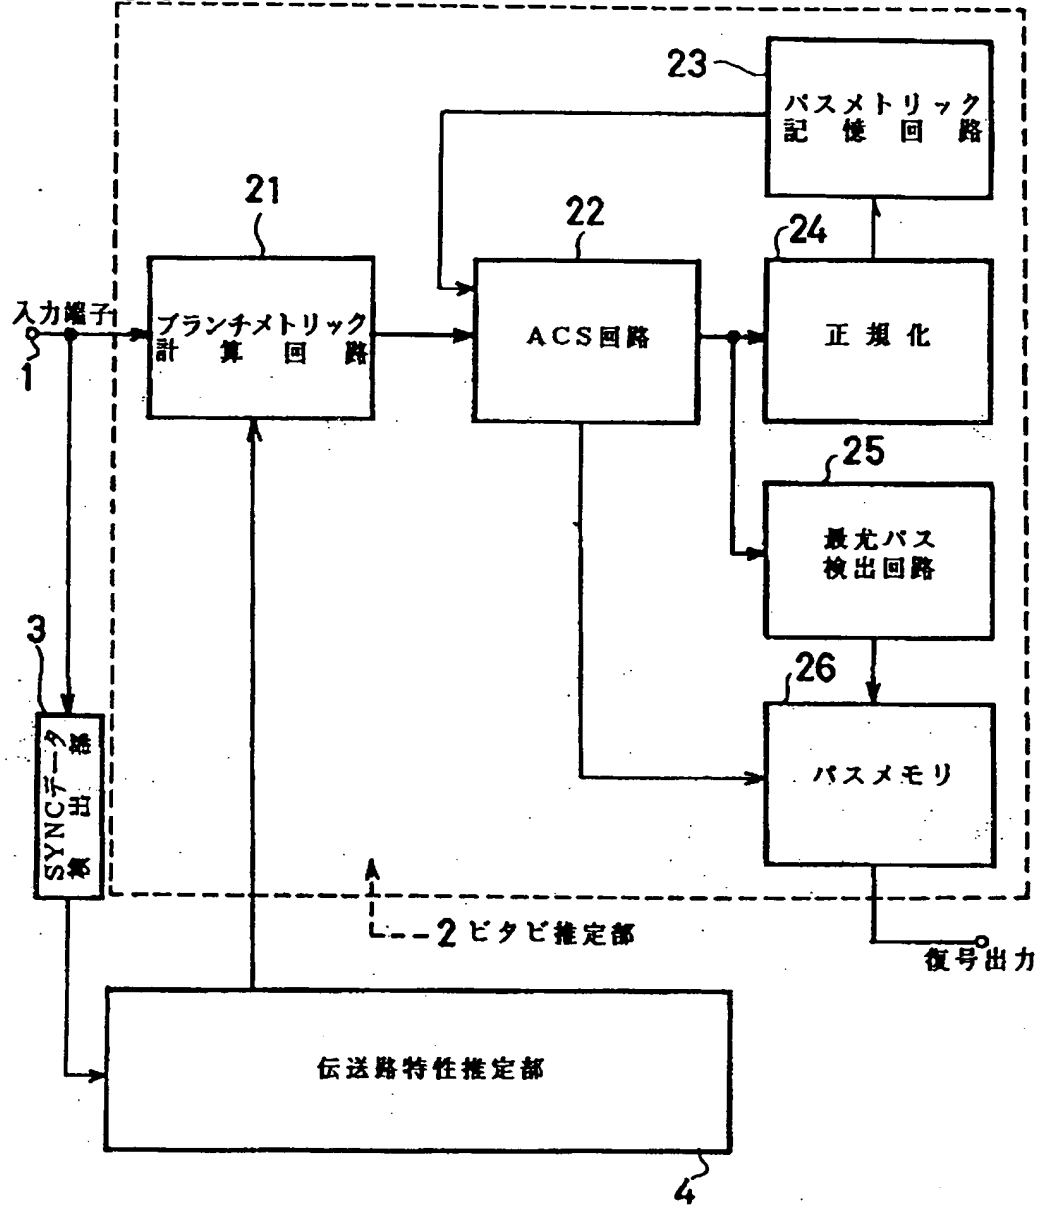 23
パスメトリック
記憶回路
21
22
24
入力端子
1
ブランチメトリック
計算回路
ACS回路
正規化
25
最尤パス
検出回路
3
SYNCデータ
検出部
26
パスメモリ
2 ビタビ推定部
復号出力
伝送路特性推定部
4